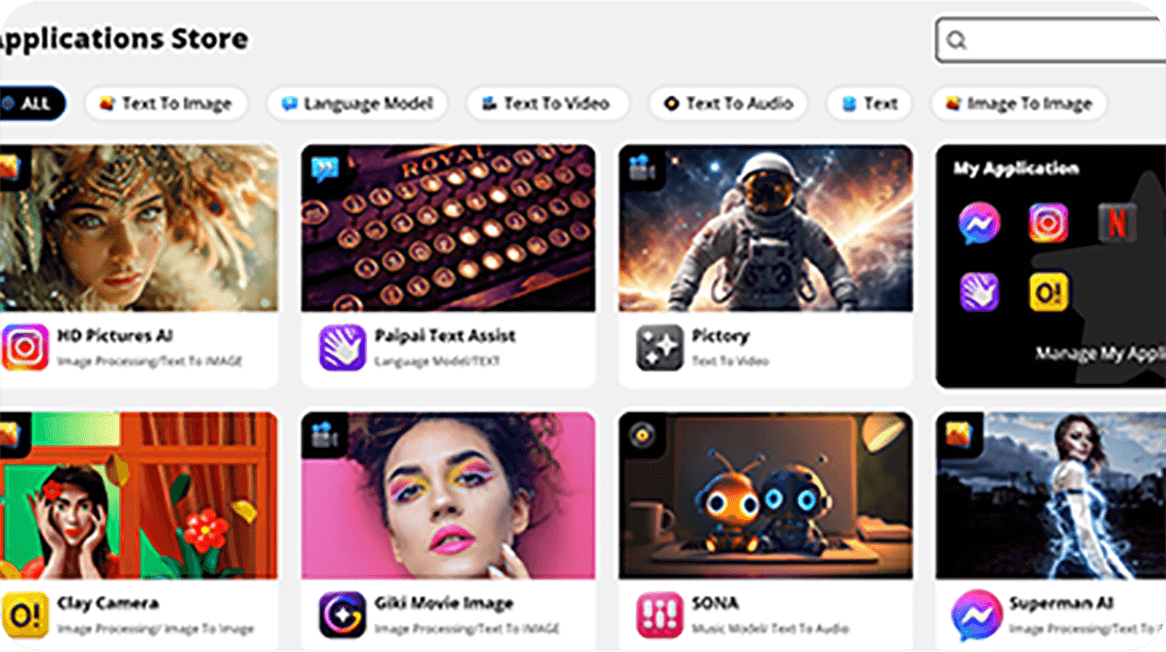 Applications Store
ALL
Text To Image
Language Model
Text To Video
Text To Audio
Text
Image To Image
ROYAL
My Application
N
O!
Manage My Appli
HD Pictures AI
Image Processing/Text To IMAGE
Paipai Text Assist
Language Model/TEXT
Pictory
Text To Video
O!
Clay Camera
Image Processing/ Image To Image
Giki Movie Image
Image Processing/Text To IMAGE
SONA
Music Model/ Text To Audio
Superman AI
Image Processing/Text To